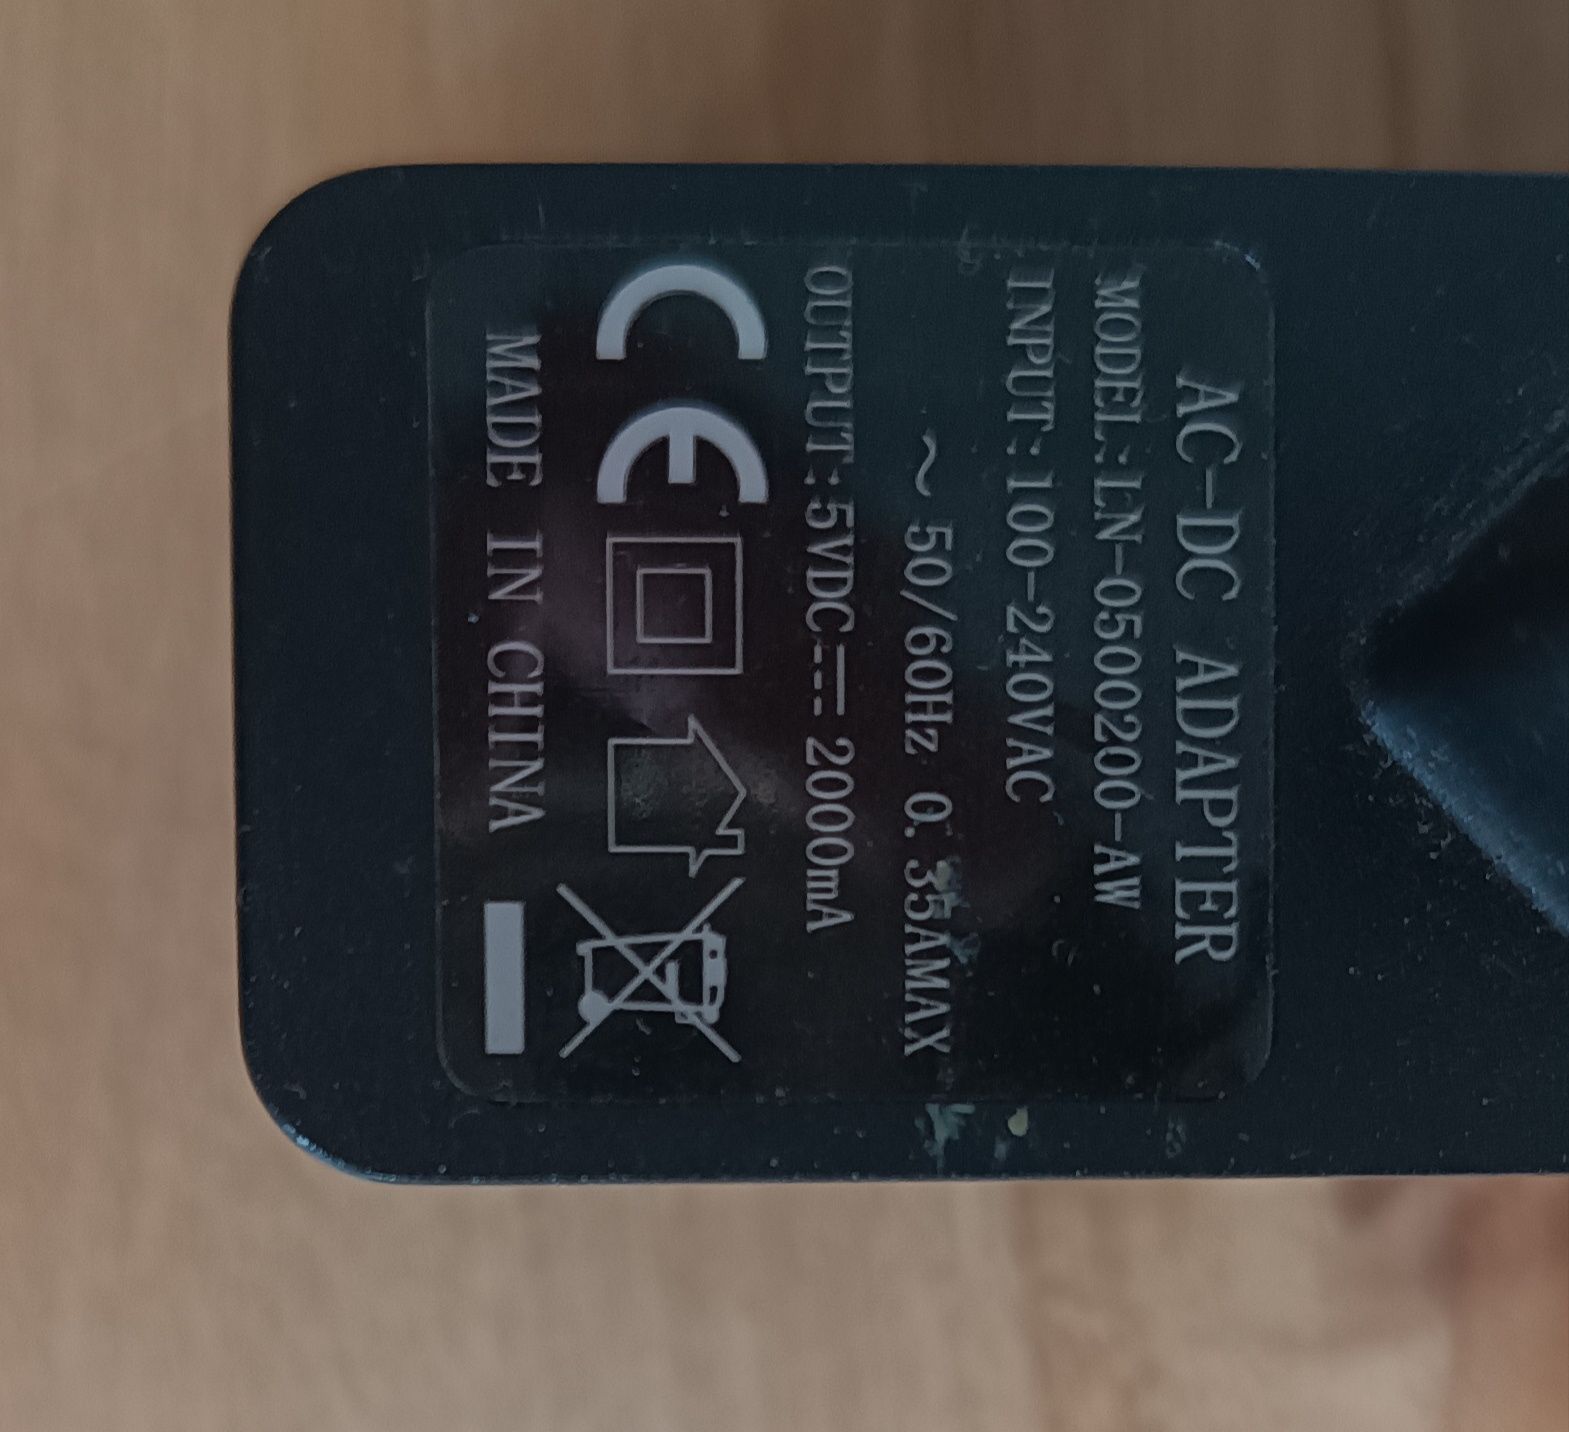 AC-DC ADAPTER
MODEL:LN-0500200-AW
INPUT:100-240VAC
~ 50/60Hz 0.35AMAX
OUTPUT:5VDC⎓2000mA
CE
MADE IN CHINA